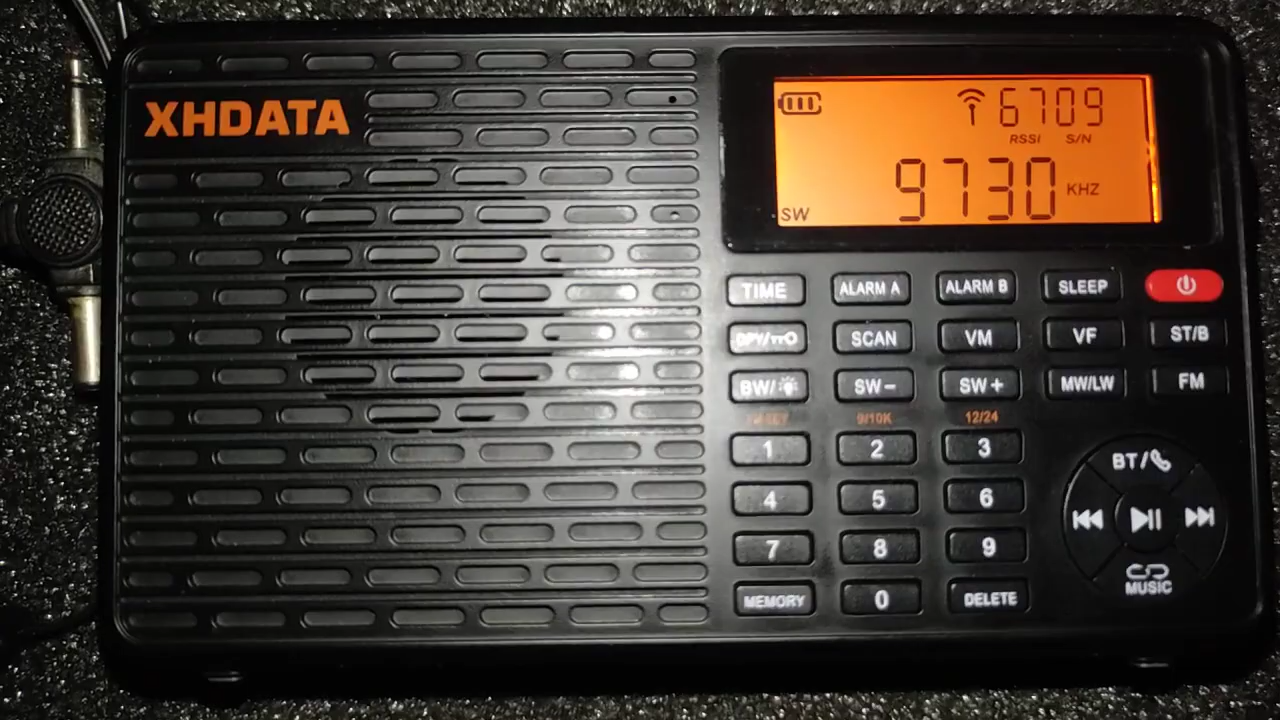 XHDATA
6709
RSSI S/N
9730 KHZ
SW
TIME ALARM A ALARM B SLEEP
SCAN VM VF ST/B
BW/ SW- SW+ MW/LW FM
9/10K 12/24
1 2 3
BT/
4 5 6
7 8 9
MUSIC
MEMORY 0 DELETE